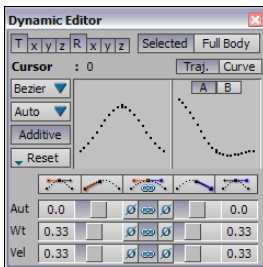 Dynamic Editor
T x y z R x y z Selected Full Body
Cursor : 0 Traj. Curve
Bezier A B
Auto
Additive
Reset
Aut 0.0 ø ø 0.0
Wt 0.33 ø ø 0.33
Vel 0.33 ø ø 0.33